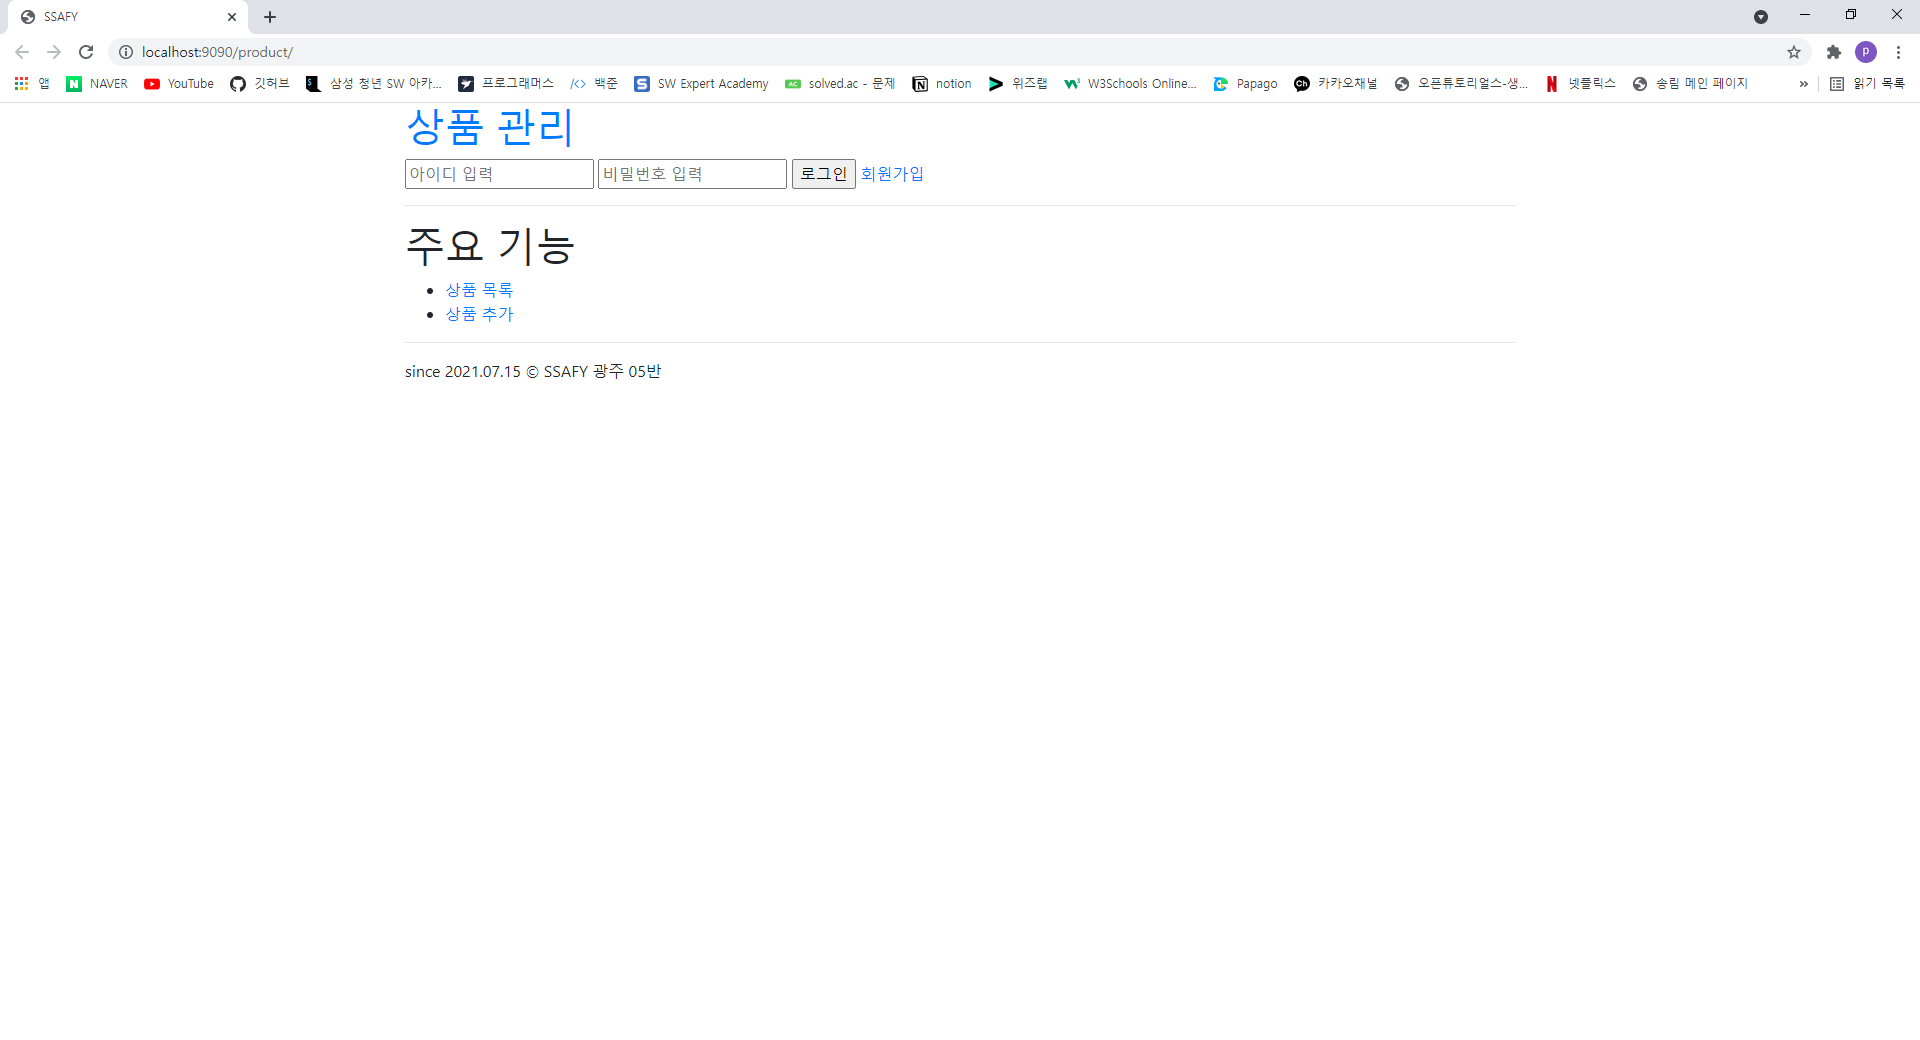 SSAFY
localhost:9090/product/
앱 NAVER YouTube 깃허브 삼성 청년 SW 아카... 프로그래머스 백준 SW Expert Academy solved.ac - 문제 notion 위즈랩 W3Schools Online... Papago 카카오채널 오픈튜토리얼스-생... 넷플릭스 송림 메인 페이지 » 읽기 목록
상품 관리
아이디 입력 비밀번호 입력 로그인 회원가입
주요 기능
• 상품 목록
• 상품 추가
since 2021.07.15 © SSAFY 광주 05반